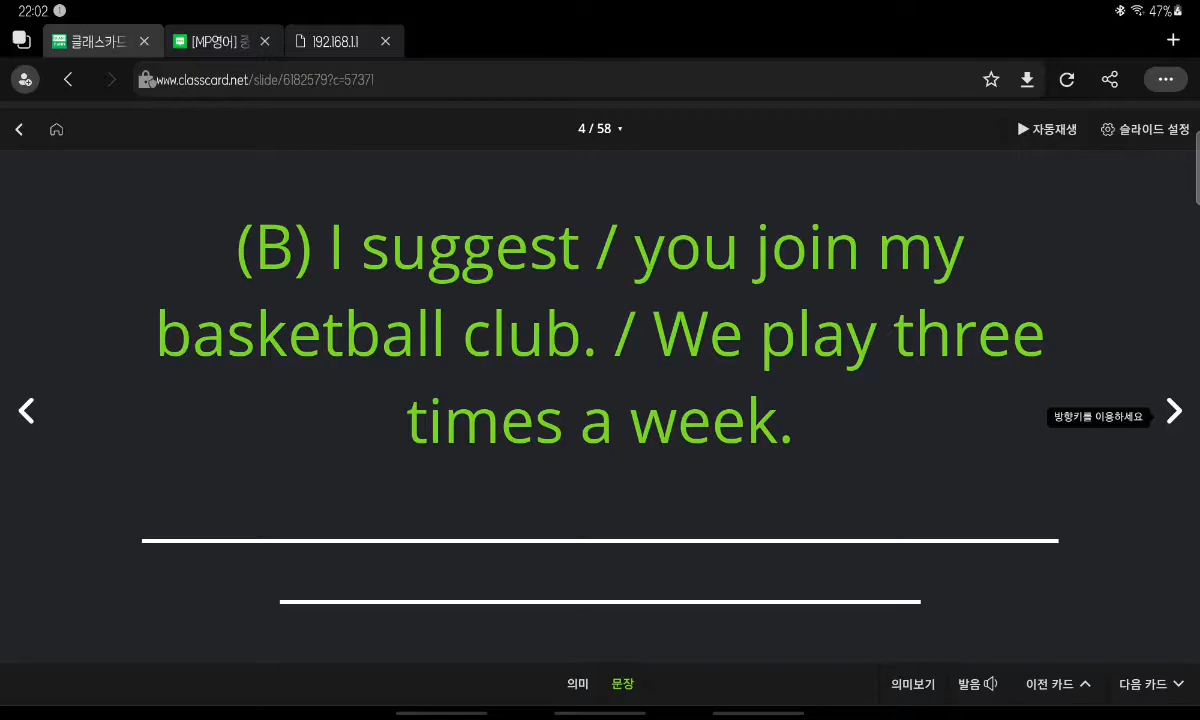 22:02
47%
클래스카드
[MP영어] 중
192.168.1.1
www.classcard.net/slide/6182579?c=57371
4 / 58
자동재생
슬라이드 설정
(B) I suggest / you join my
basketball club. / We play three
times a week.
방향키를 이용하세요
의미
문장
의미보기
발음
이전 카드
다음 카드